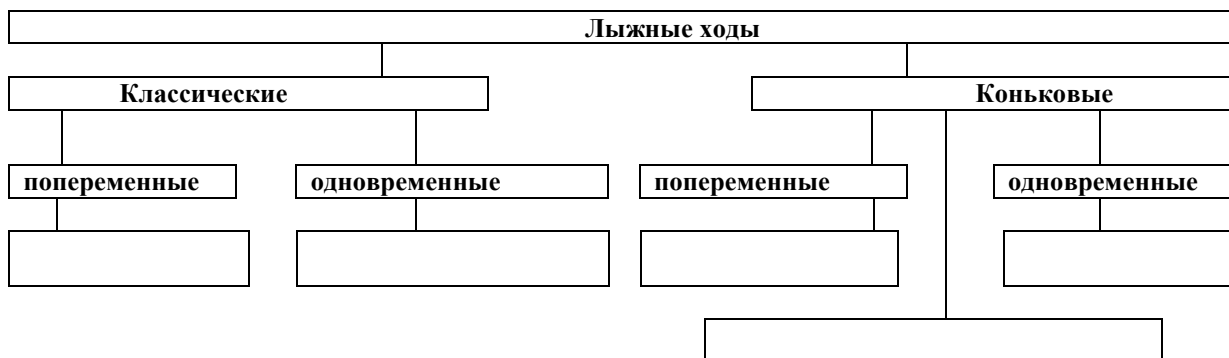 Лыжные ходы
Классические Коньковые
попеременные одновременные попеременные одновременные